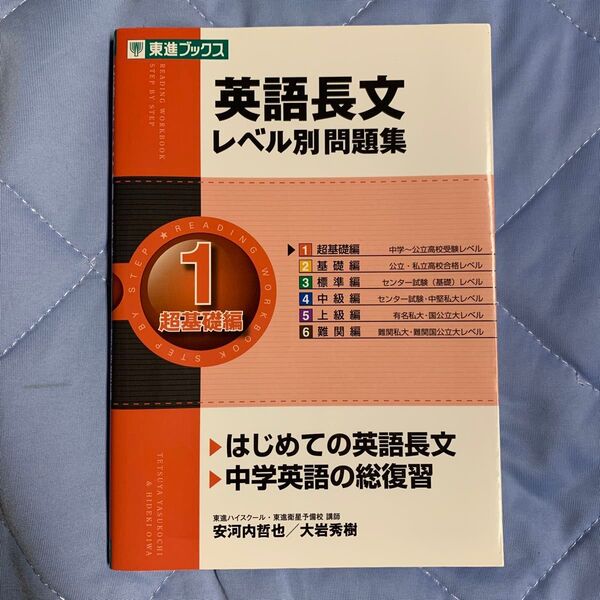 東進ブックス
READING WORKBOOK
STEP BY STEP
英語長文
レベル別問題集
STEP BY STEP ★ READING WORKBOOK
1
超基礎編
1 超基礎編 中学~公立高校受験レベル
2 基礎編 公立・私立高校合格レベル
3 標準編 センター試験(基礎)レベル
4 中級編 センター試験・中堅私大レベル
5 上級編 有名私大・国公立大レベル
6 難関編 難関私大・難関国公立大レベル
はじめての英語長文
中学英語の総復習
TETSUYA YASUKOCHI
& HIDEKI OIWA
東進ハイスクール・東進衛星予備校 講師
安河内哲也/大岩秀樹